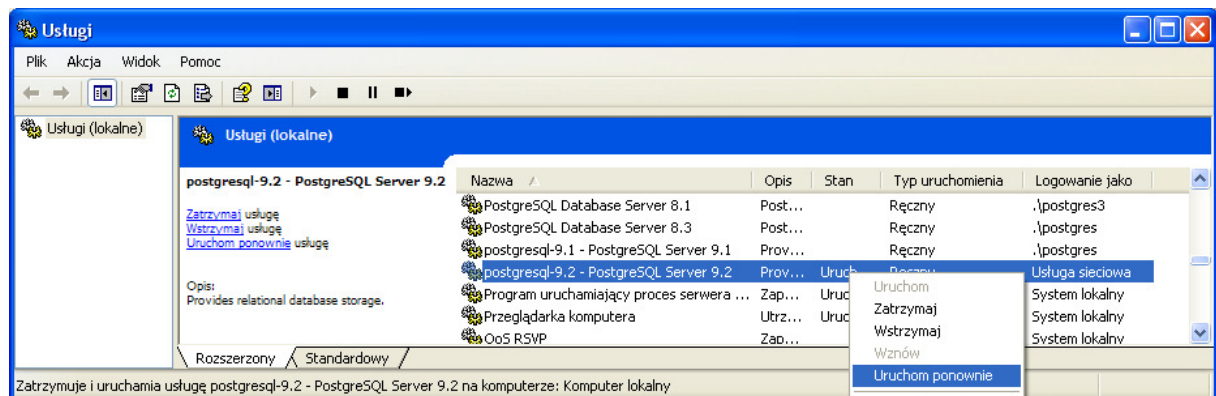 Usługi
Plik Akcja Widok Pomoc
Usługi (lokalne)
Usługi (lokalne)
postgresql-9.2 - PostgreSQL Server 9.2
Zatrzymaj usługę
Wstrzymaj usługę
Uruchom ponownie usługę
Opis:
Provides relational database storage.
Nazwa Opis Stan Typ uruchomienia Logowanie jako
PostgreSQL Database Server 8.1 Post... Ręczny .\postgres3
PostgreSQL Database Server 8.3 Post... Ręczny .\postgres
postgresql-9.1 - PostgreSQL Server 9.1 Prov... Ręczny .\postgres
postgresql-9.2 - PostgreSQL Server 9.2 Prov... Uruch Ręczny Usługa sieciowa
Program uruchamiający proces serwera ... Zap... Uruc System lokalny
Przeglądarka komputera Utrz... Uruc System lokalny
QoS RSVP Zap... System lokalny
Uruchom
Zatrzymaj
Wstrzymaj
Wznów
Uruchom ponownie
Rozszerzony Standardowy
Zatrzymuje i uruchamia usługę postgresql-9.2 - PostgreSQL Server 9.2 na komputerze: Komputer lokalny